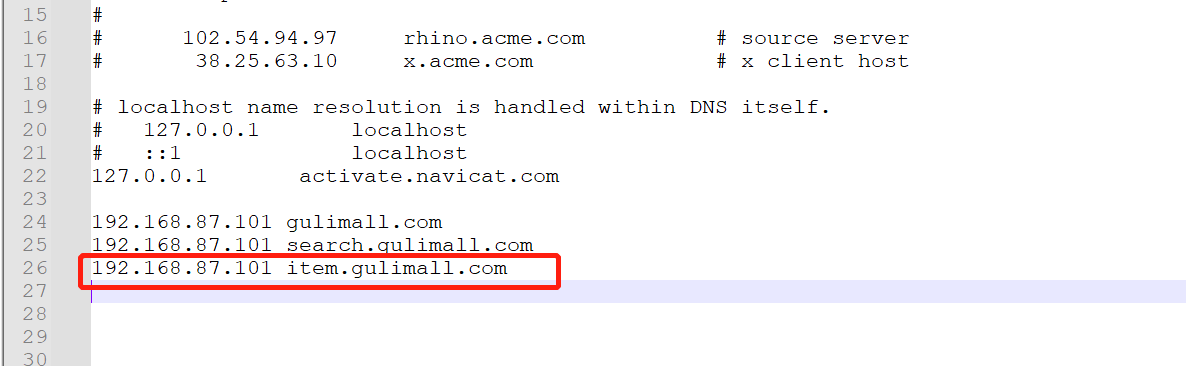 15 #
16 # 102.54.94.97 rhino.acme.com # source server
17 # 38.25.63.10 x.acme.com # x client host
18
19 # localhost name resolution is handled within DNS itself.
20 # 127.0.0.1 localhost
21 # ::1 localhost
22 127.0.0.1 activate.navicat.com
23
24 192.168.87.101 gulimall.com
25 192.168.87.101 search.gulimall.com
26 192.168.87.101 item.gulimall.com
27
28
29
30